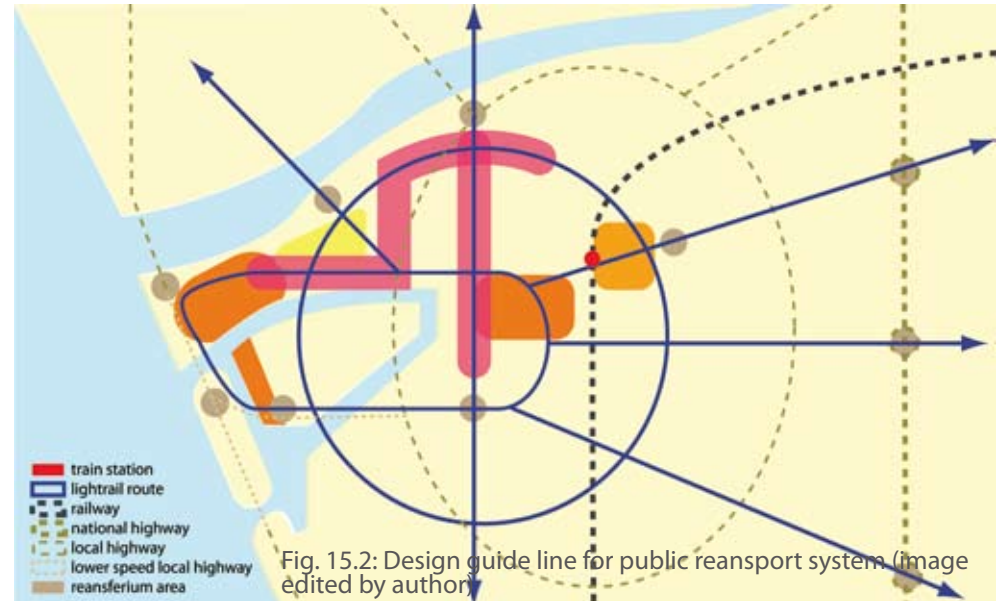 train station
lightrail route
railway
national highway
local highway
lower speed local highway
reansferium area
Fig. 15.2: Design guide line for public reansport system (image
edited by author)